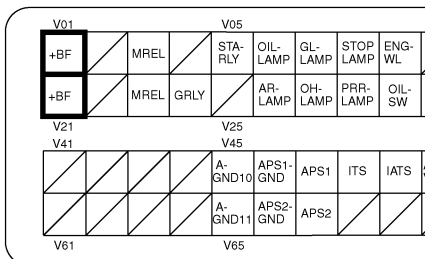 V01 V05
+BF MREL STA-RLY OIL-LAMP GL-LAMP STOP LAMP ENG-WL
+BF MREL GRLY AR-LAMP OH-LAMP PRR-LAMP OIL-SW
V21 V25
V41 V45
A-GND10 APS1-GND APS1 ITS IATS
A-GND11 APS2-GND APS2
V61 V65